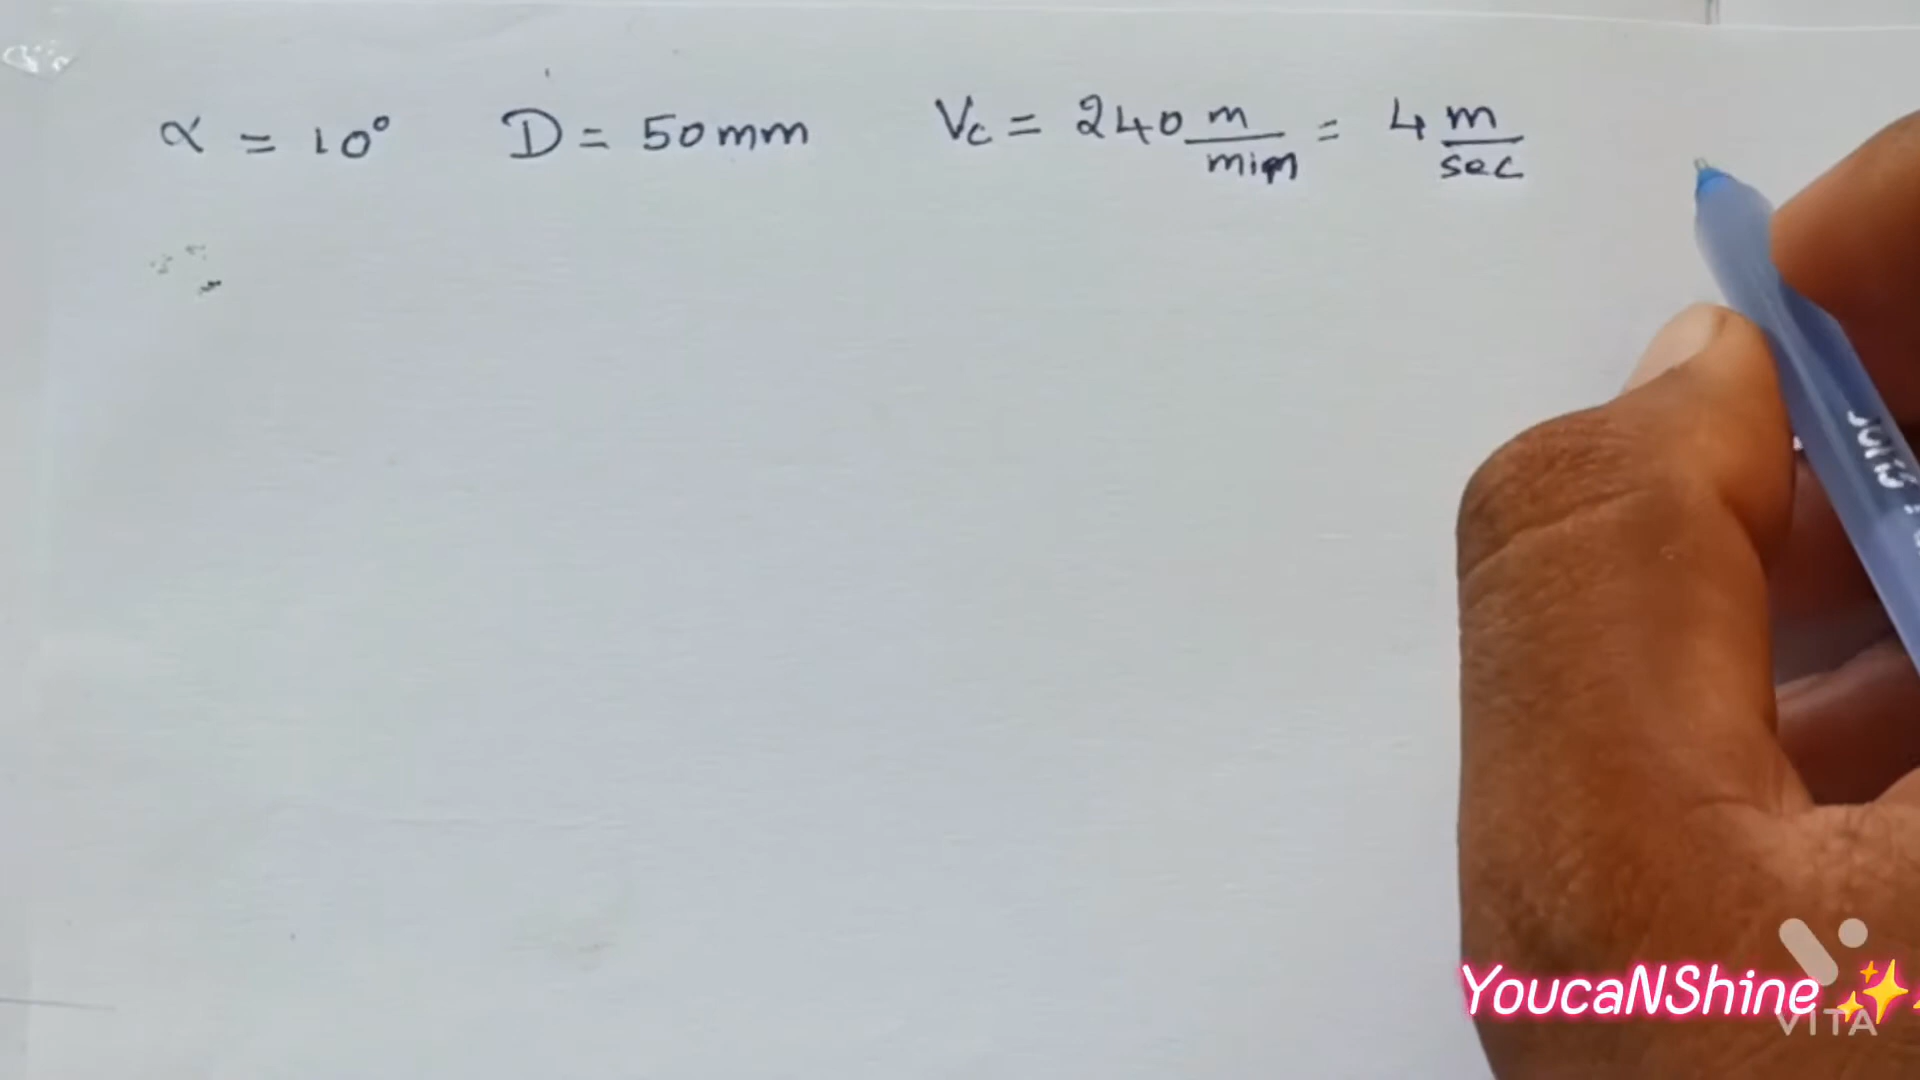 α = 10° D = 50mm Vc = 240 m/min = 4 m/sec
YoucaNShine
VITA